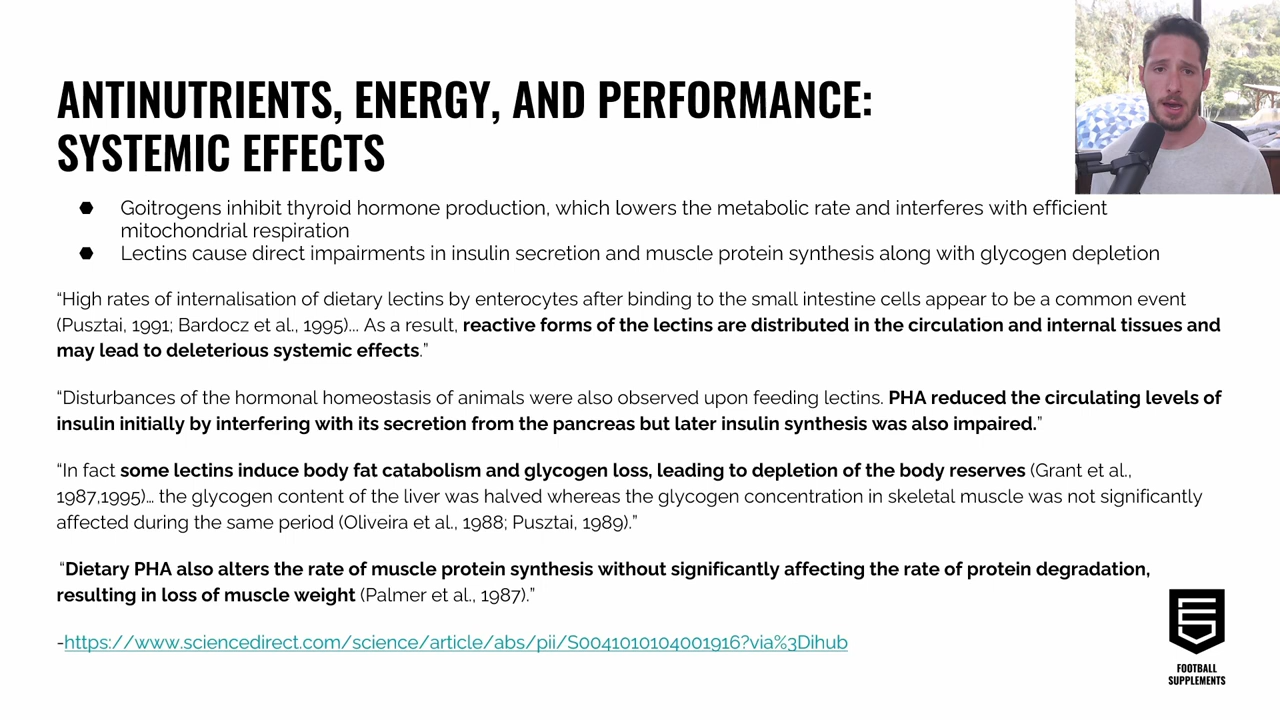 ANTINUTRIENTS, ENERGY, AND PERFORMANCE:
SYSTEMIC EFFECTS
Goitrogens inhibit thyroid hormone production, which lowers the metabolic rate and interferes with efficient
mitochondrial respiration
Lectins cause direct impairments in insulin secretion and muscle protein synthesis along with glycogen depletion
“High rates of internalisation of dietary lectins by enterocytes after binding to the small intestine cells appear to be a common event
(Pusztai, 1991; Bardocz et al., 1995)... As a result, reactive forms of the lectins are distributed in the circulation and internal tissues and
may lead to deleterious systemic effects.”
“Disturbances of the hormonal homeostasis of animals were also observed upon feeding lectins. PHA reduced the circulating levels of
insulin initially by interfering with its secretion from the pancreas but later insulin synthesis was also impaired.”
“In fact some lectins induce body fat catabolism and glycogen loss, leading to depletion of the body reserves (Grant et al.,
1987,1995)… the glycogen content of the liver was halved whereas the glycogen concentration in skeletal muscle was not significantly
affected during the same period (Oliveira et al., 1988; Pusztai, 1989).”
“Dietary PHA also alters the rate of muscle protein synthesis without significantly affecting the rate of protein degradation,
resulting in loss of muscle weight (Palmer et al., 1987).”
-https://www.sciencedirect.com/science/article/abs/pii/S0041010104001916?via%3Dihub
FOOTBALL
SUPPLEMENTS